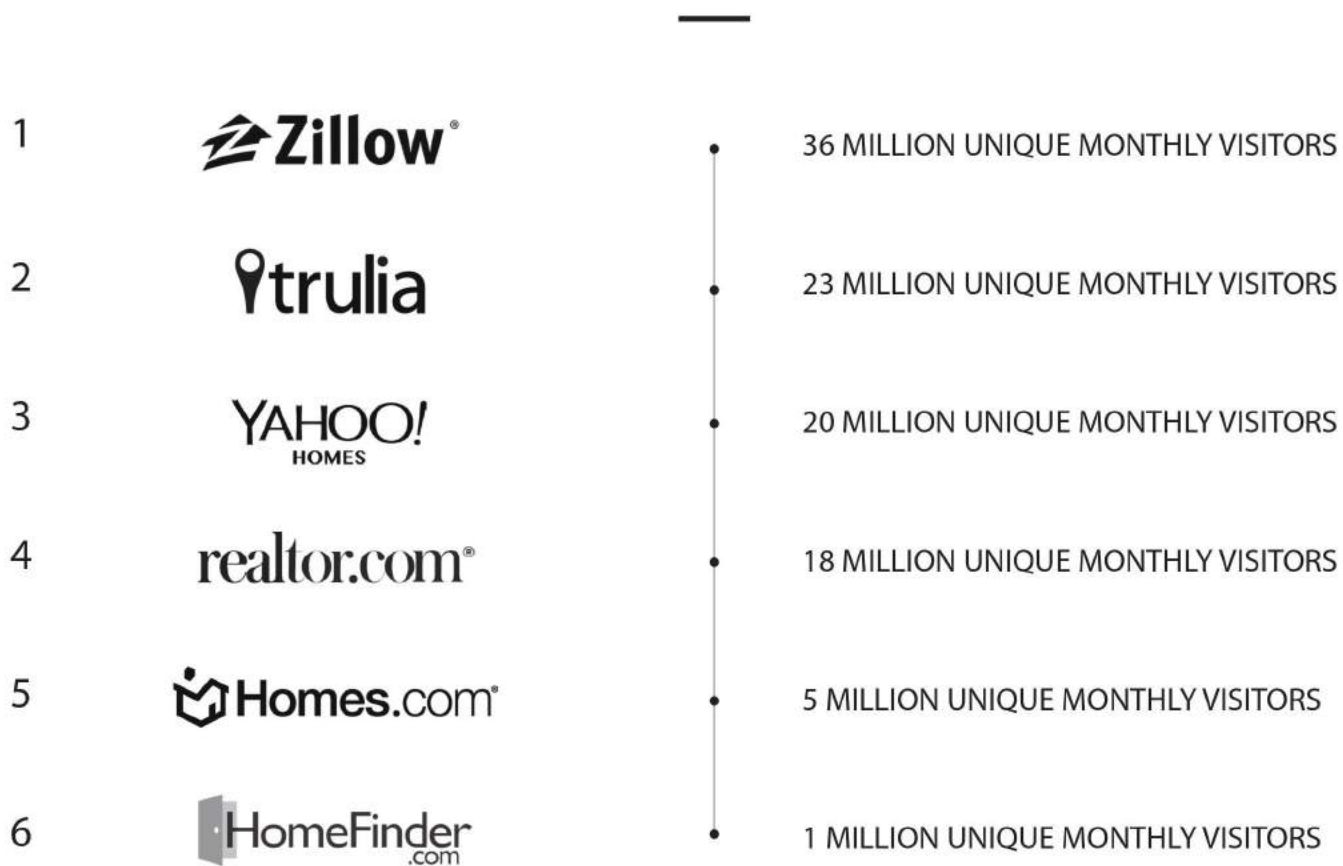 1 Zillow® 36 MILLION UNIQUE MONTHLY VISITORS
2 trulia 23 MILLION UNIQUE MONTHLY VISITORS
3 YAHOO! HOMES 20 MILLION UNIQUE MONTHLY VISITORS
4 realtor.com® 18 MILLION UNIQUE MONTHLY VISITORS
5 Homes.com® 5 MILLION UNIQUE MONTHLY VISITORS
6 HomeFinder.com 1 MILLION UNIQUE MONTHLY VISITORS